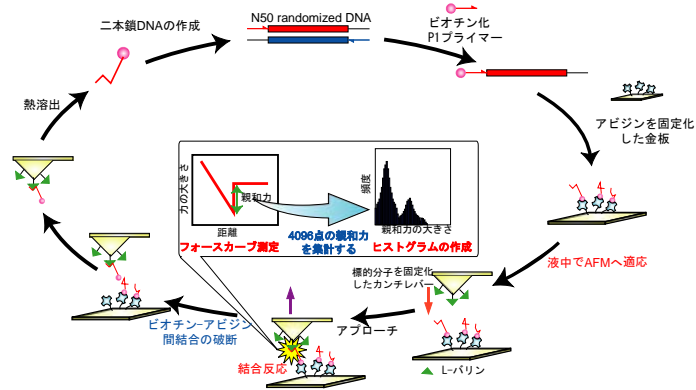 N50 randomized DNA
二本鎖DNAの作成
ビオチン化
P1プライマー
熱溶出
アビジンを固定化
した金板
力の大きさ
親和力
距離
フォースカーブ測定
4096点の親和力
を集計する
頻度
親和力の大きさ
ヒストグラムの作成
液中でAFMへ適応
標的分子を固定化
したカンチレバー
アプローチ
ビオチン-アビジン
間結合の破断
結合反応
L-バリン